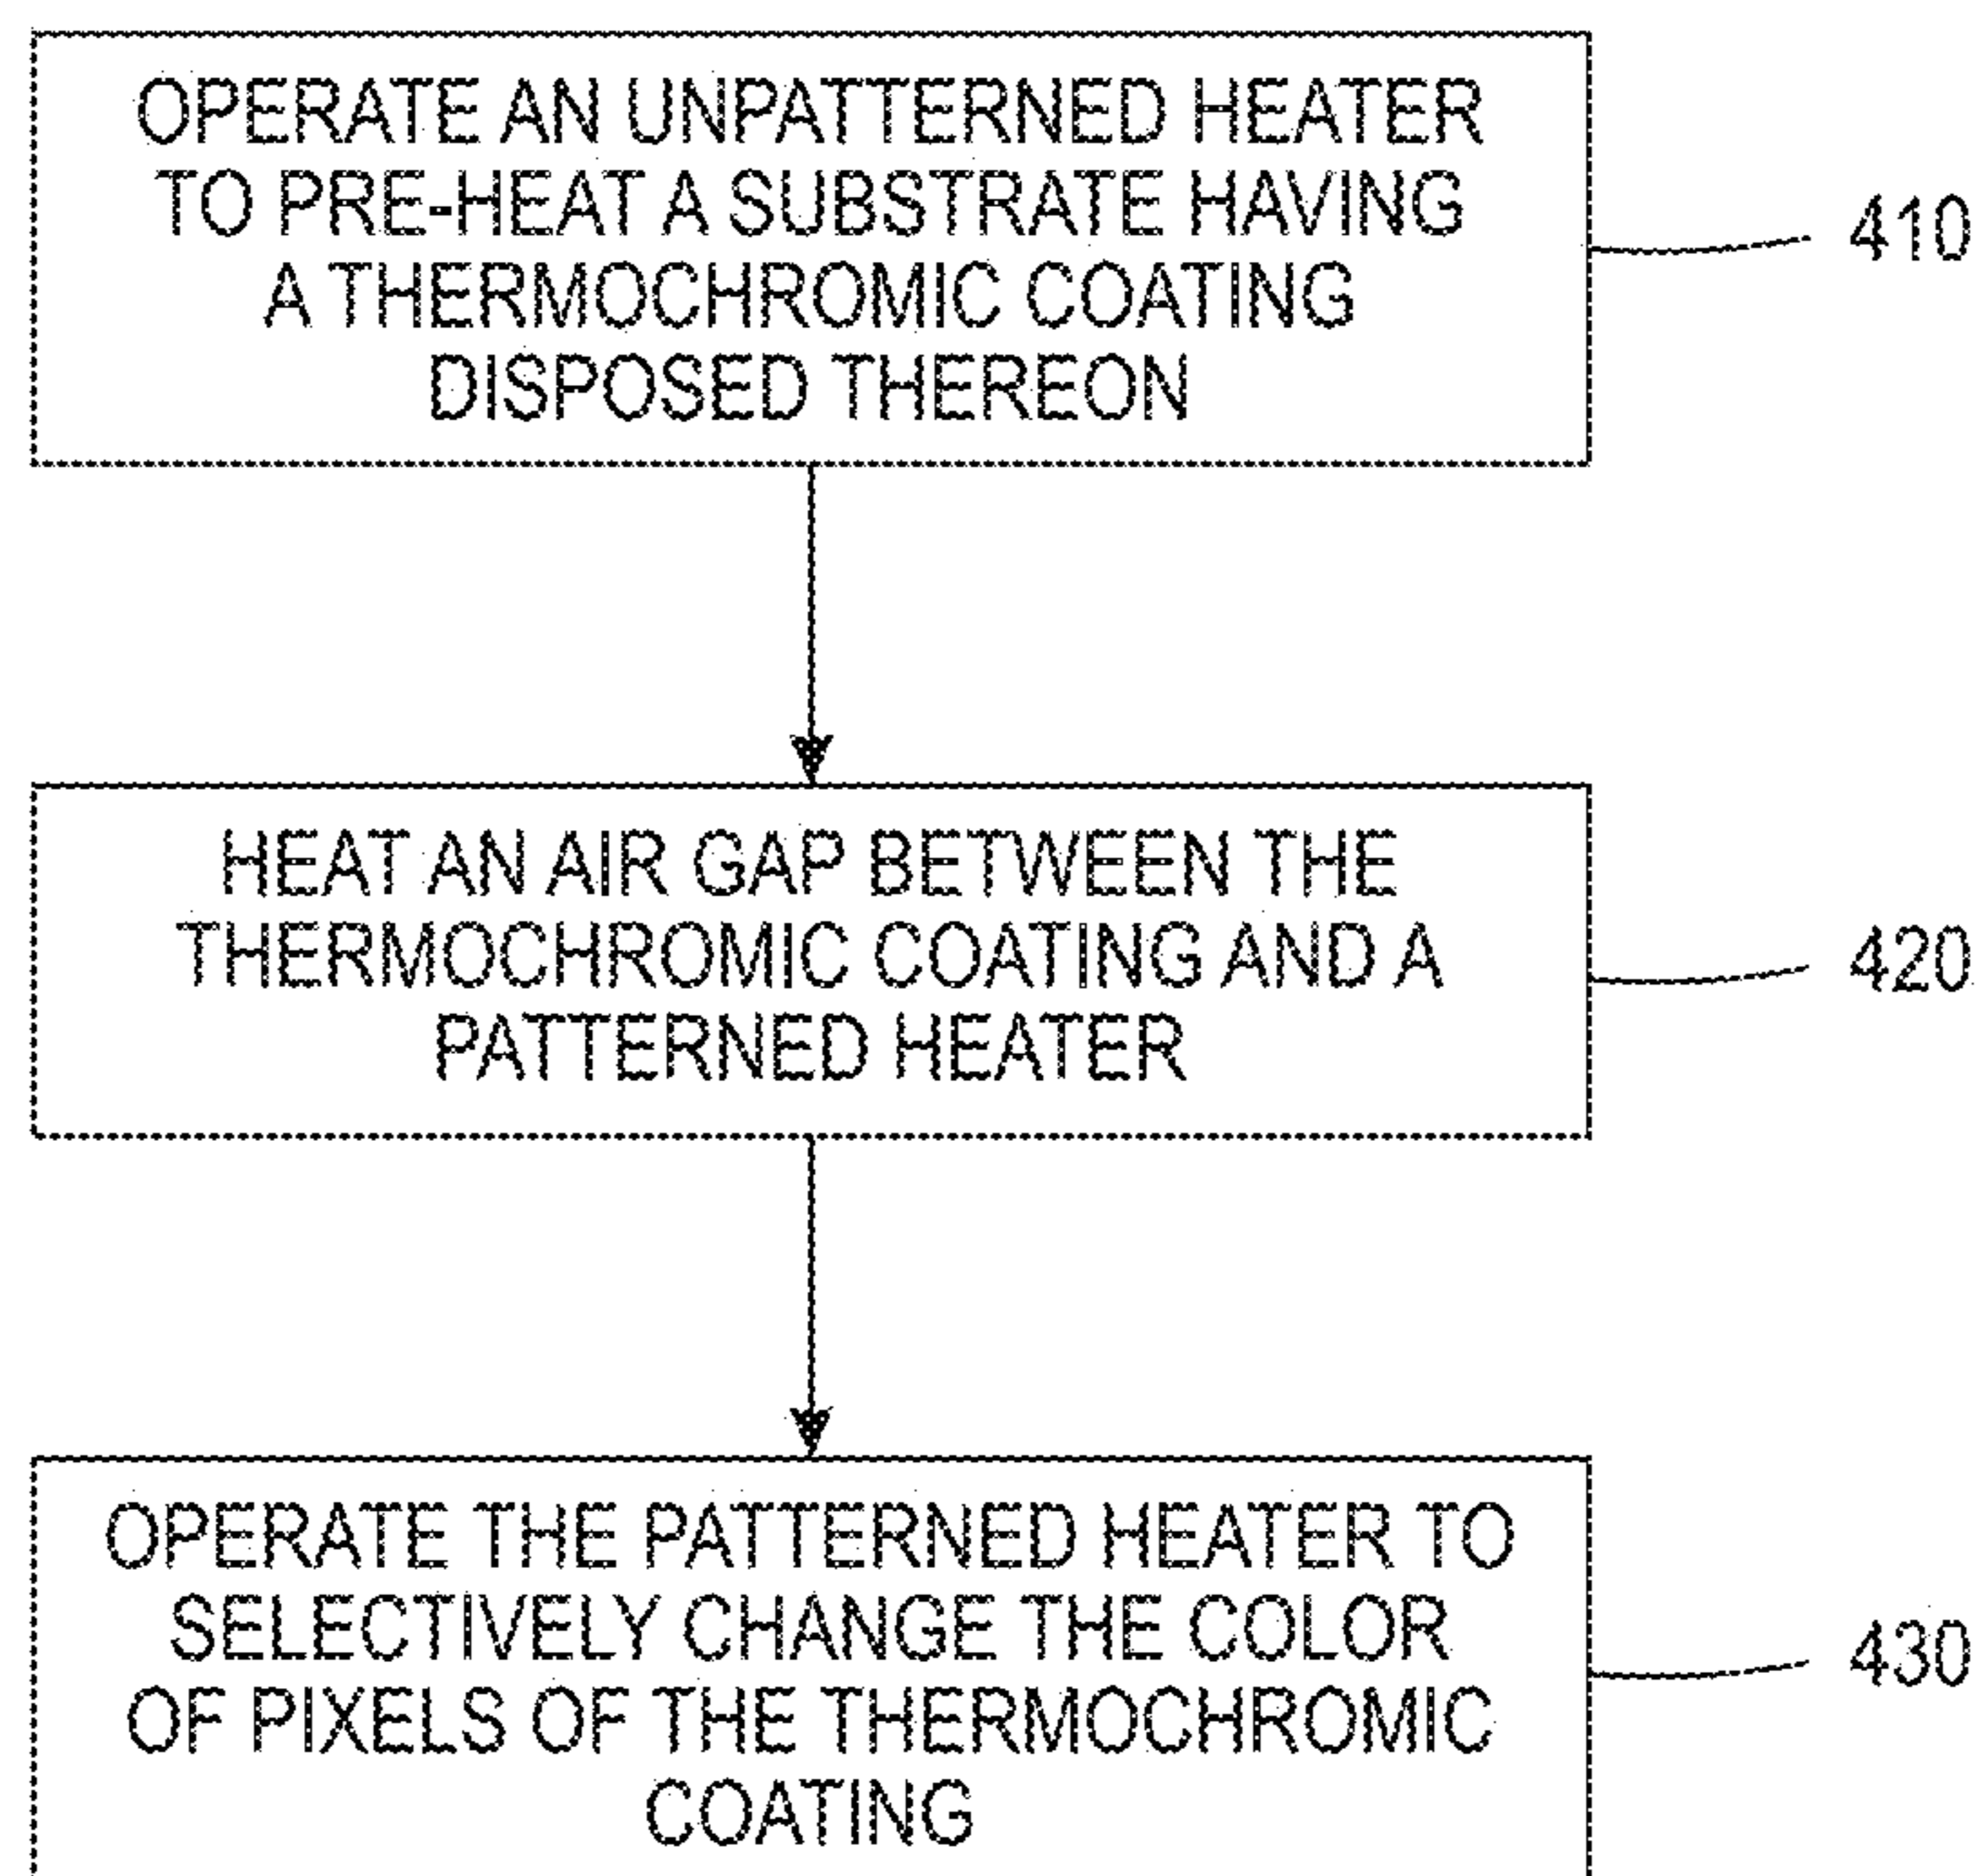 OPERATE AN UNPATTERNED HEATER
TO PRE-HEAT A SUBSTRATE HAVING
A THERMOCHROMIC COATING
DISPOSED THEREON
410
HEAT AN AIR GAP BETWEEN THE
THERMOCHROMIC COATING AND A
PATTERNED HEATER
420
OPERATE THE PATTERNED HEATER TO
SELECTIVELY CHANGE THE COLOR
OF PIXELS OF THE THERMOCHROMIC
COATING
430